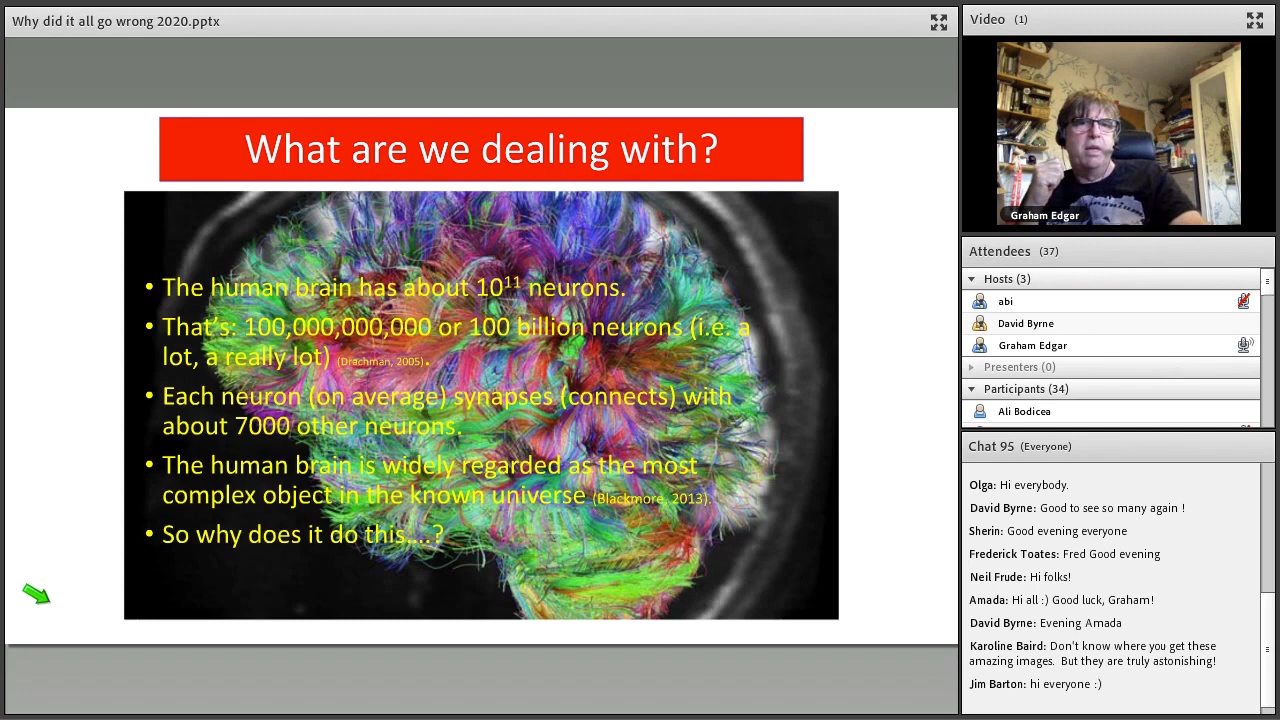 Why did it all go wrong 2020.pptx
What are we dealing with?
• The human brain has about 10¹¹ neurons.
• That's: 100,000,000,000 or 100 billion neurons (i.e. a
lot, a really lot) (Drachman, 2005).
• Each neuron (on average) synapses (connects) with
about 7000 other neurons.
• The human brain is widely regarded as the most
complex object in the known universe (Blackmore, 2013).
• So why does it do this....?
Video (1)
Graham Edgar
Attendees (37)
Hosts (3)
abi
David Byrne
Graham Edgar
Presenters (0)
Participants (34)
Ali Bodicea
Chat 95 (Everyone)
Olga: Hi everybody.
David Byrne: Good to see so many again !
Sherin: Good evening everyone
Frederick Toates: Fred Good evening
Neil Frude: Hi folks!
Amada: Hi all :) Good luck, Graham!
David Byrne: Evening Amada
Karoline Baird: Don't know where you get these
amazing images. But they are truly astonishing!
Jim Barton: hi everyone :)